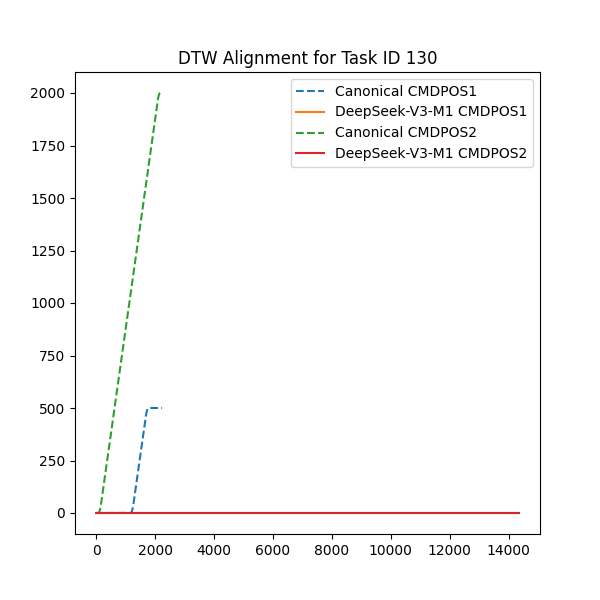 DTW Alignment for Task ID 130
Canonical CMDPOS1
DeepSeek-V3-M1 CMDPOS1
Canonical CMDPOS2
DeepSeek-V3-M1 CMDPOS2
2000
1750
1500
1250
1000
750
500
250
0
0 2000 4000 6000 8000 10000 12000 14000